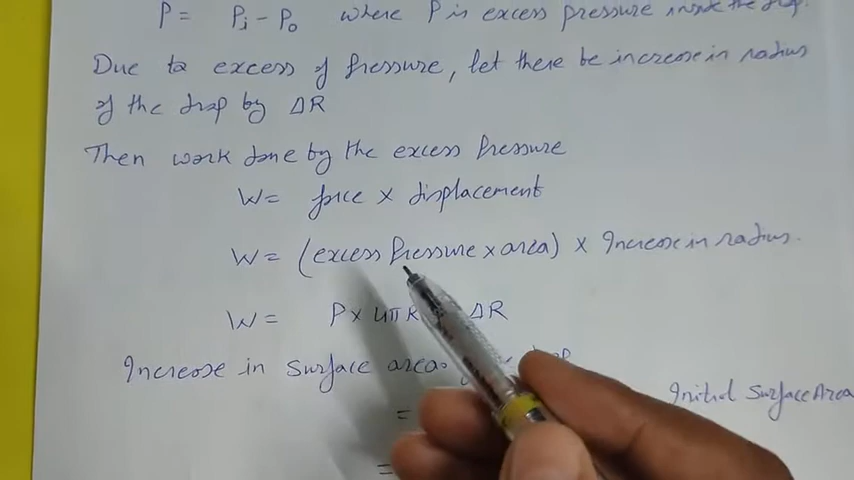 P = Pi - Po where P is excess pressure inside the drop.
Due to excess of pressure, let there be increase in radius
of the drop by ΔR
Then work done by the excess pressure
W = force × displacement
W = (excess pressure × area) × Increase in radius.
W = P × 4πR ΔR
Increase in surface area drop
Initial Surface Area
=
=